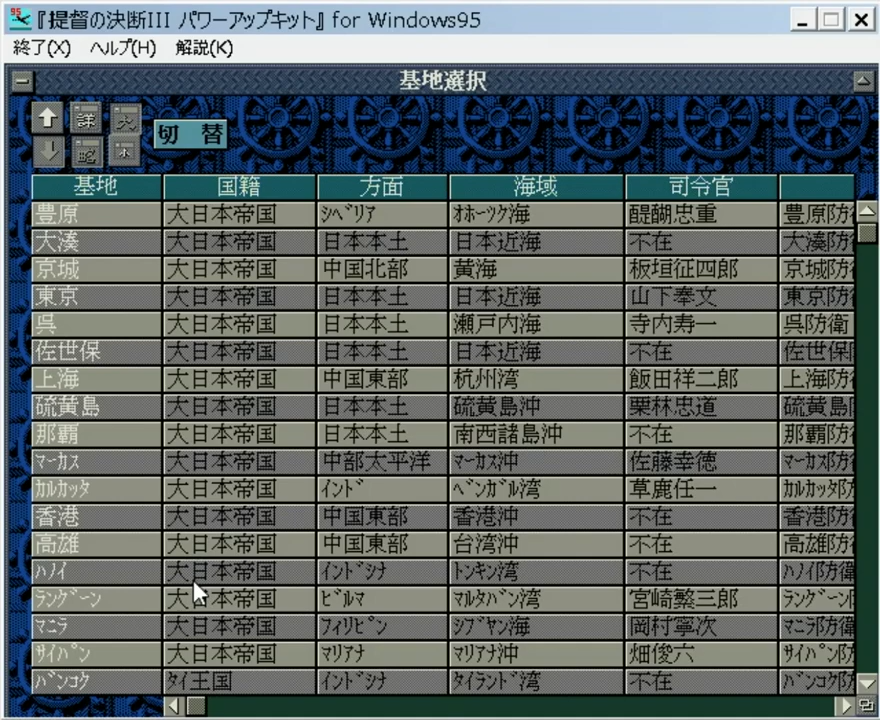 『提督の決断III パワーアップキット』 for Windows95
終了(X) ヘルプ(H) 解説(K)
基地選択
詳 大
略 木
切 替
基地 国籍 方面 海域 司令官
豊原 大日本帝国 ｼﾍﾞﾘｱ ｵﾎｰﾂｸ海 醍醐忠重 豊原防衛
大湊 大日本帝国 日本本土 日本近海 不在 大湊防衛
京城 大日本帝国 中国北部 黄海 板垣征四郎 京城防衛
東京 大日本帝国 日本本土 日本近海 山下奉文 東京防衛
呉 大日本帝国 日本本土 瀬戸内海 寺内寿一 呉防衛
佐世保 大日本帝国 日本本土 日本近海 不在 佐世保
上海 大日本帝国 中国東部 杭州湾 飯田祥二郎 上海防衛
硫黄島 大日本帝国 日本本土 硫黄島沖 栗林忠道 硫黄島
那覇 大日本帝国 日本本土 南西諸島沖 不在 那覇防衛
ﾏｰｶｽ 大日本帝国 中部太平洋 ﾏｰｶｽ沖 佐藤幸徳 ﾏｰｶｽ防衛
ｶﾙｶｯﾀ 大日本帝国 ｲﾝﾄﾞ ﾍﾞﾝｶﾞﾙ湾 草鹿任一 ｶﾙｶｯﾀ防
香港 大日本帝国 中国東部 香港沖 不在 香港防衛
高雄 大日本帝国 中国東部 台湾沖 不在 高雄防衛
ﾊﾉｲ 大日本帝国 ｲﾝﾄﾞｼﾅ ﾄﾝｷﾝ湾 不在 ﾊﾉｲ防衛
ﾗﾝｸﾞｰﾝ 大日本帝国 ﾋﾞﾙﾏ ﾏﾙﾀﾊﾞﾝ湾 宮崎繁三郎 ﾗﾝｸﾞｰﾝ
ﾏﾆﾗ 大日本帝国 ﾌｨﾘﾋﾟﾝ ｼﾌﾞﾔﾝ海 岡村寧次 ﾏﾆﾗ防衛
ｻｲﾊﾟﾝ 大日本帝国 ﾏﾘｱﾅ ﾏﾘｱﾅ沖 畑俊六 ｻｲﾊﾟﾝ防
ﾊﾞﾝｺｸ ﾀｲ王国 ｲﾝﾄﾞｼﾅ ﾀｲﾗﾝﾄﾞ湾 不在 ﾊﾞﾝｺｸ防